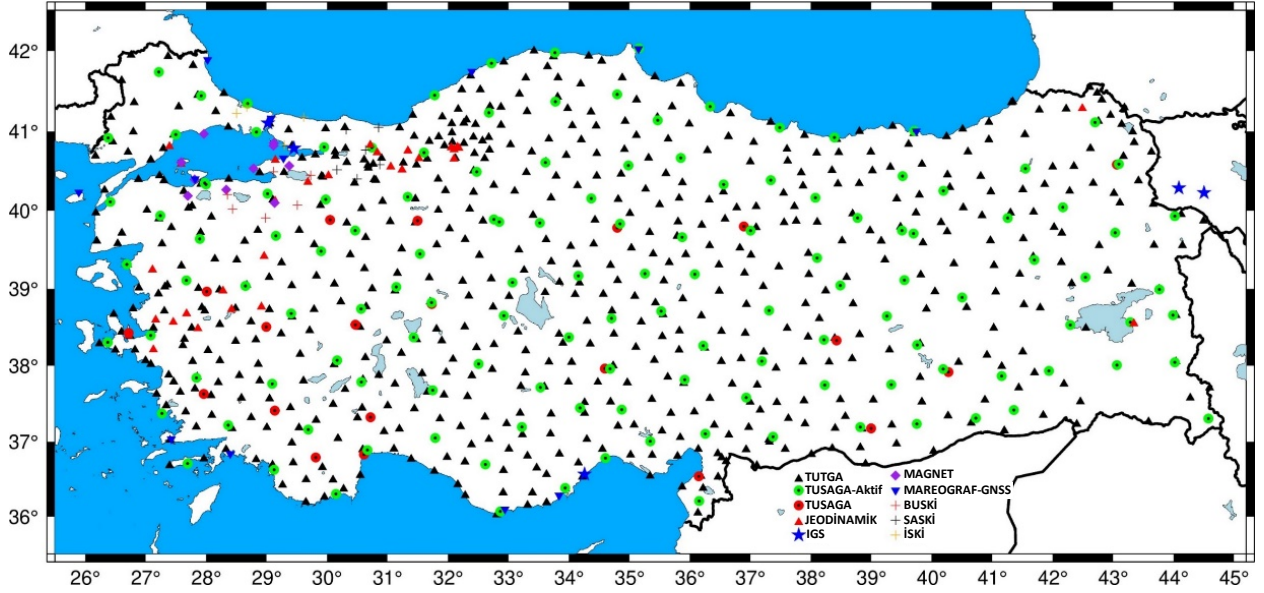 42°
41°
40°
39°
38°
37°
36°
TUTGA
TUSAGA-Aktif
TUSAGA
JEODİNAMİK
IGS
MAGNET
MAREOGRAF-GNSS
BUSKİ
SASKİ
İSKİ
26° 27° 28° 29° 30° 31° 32° 33° 34° 35° 36° 37° 38° 39° 40° 41° 42° 43° 44° 45°